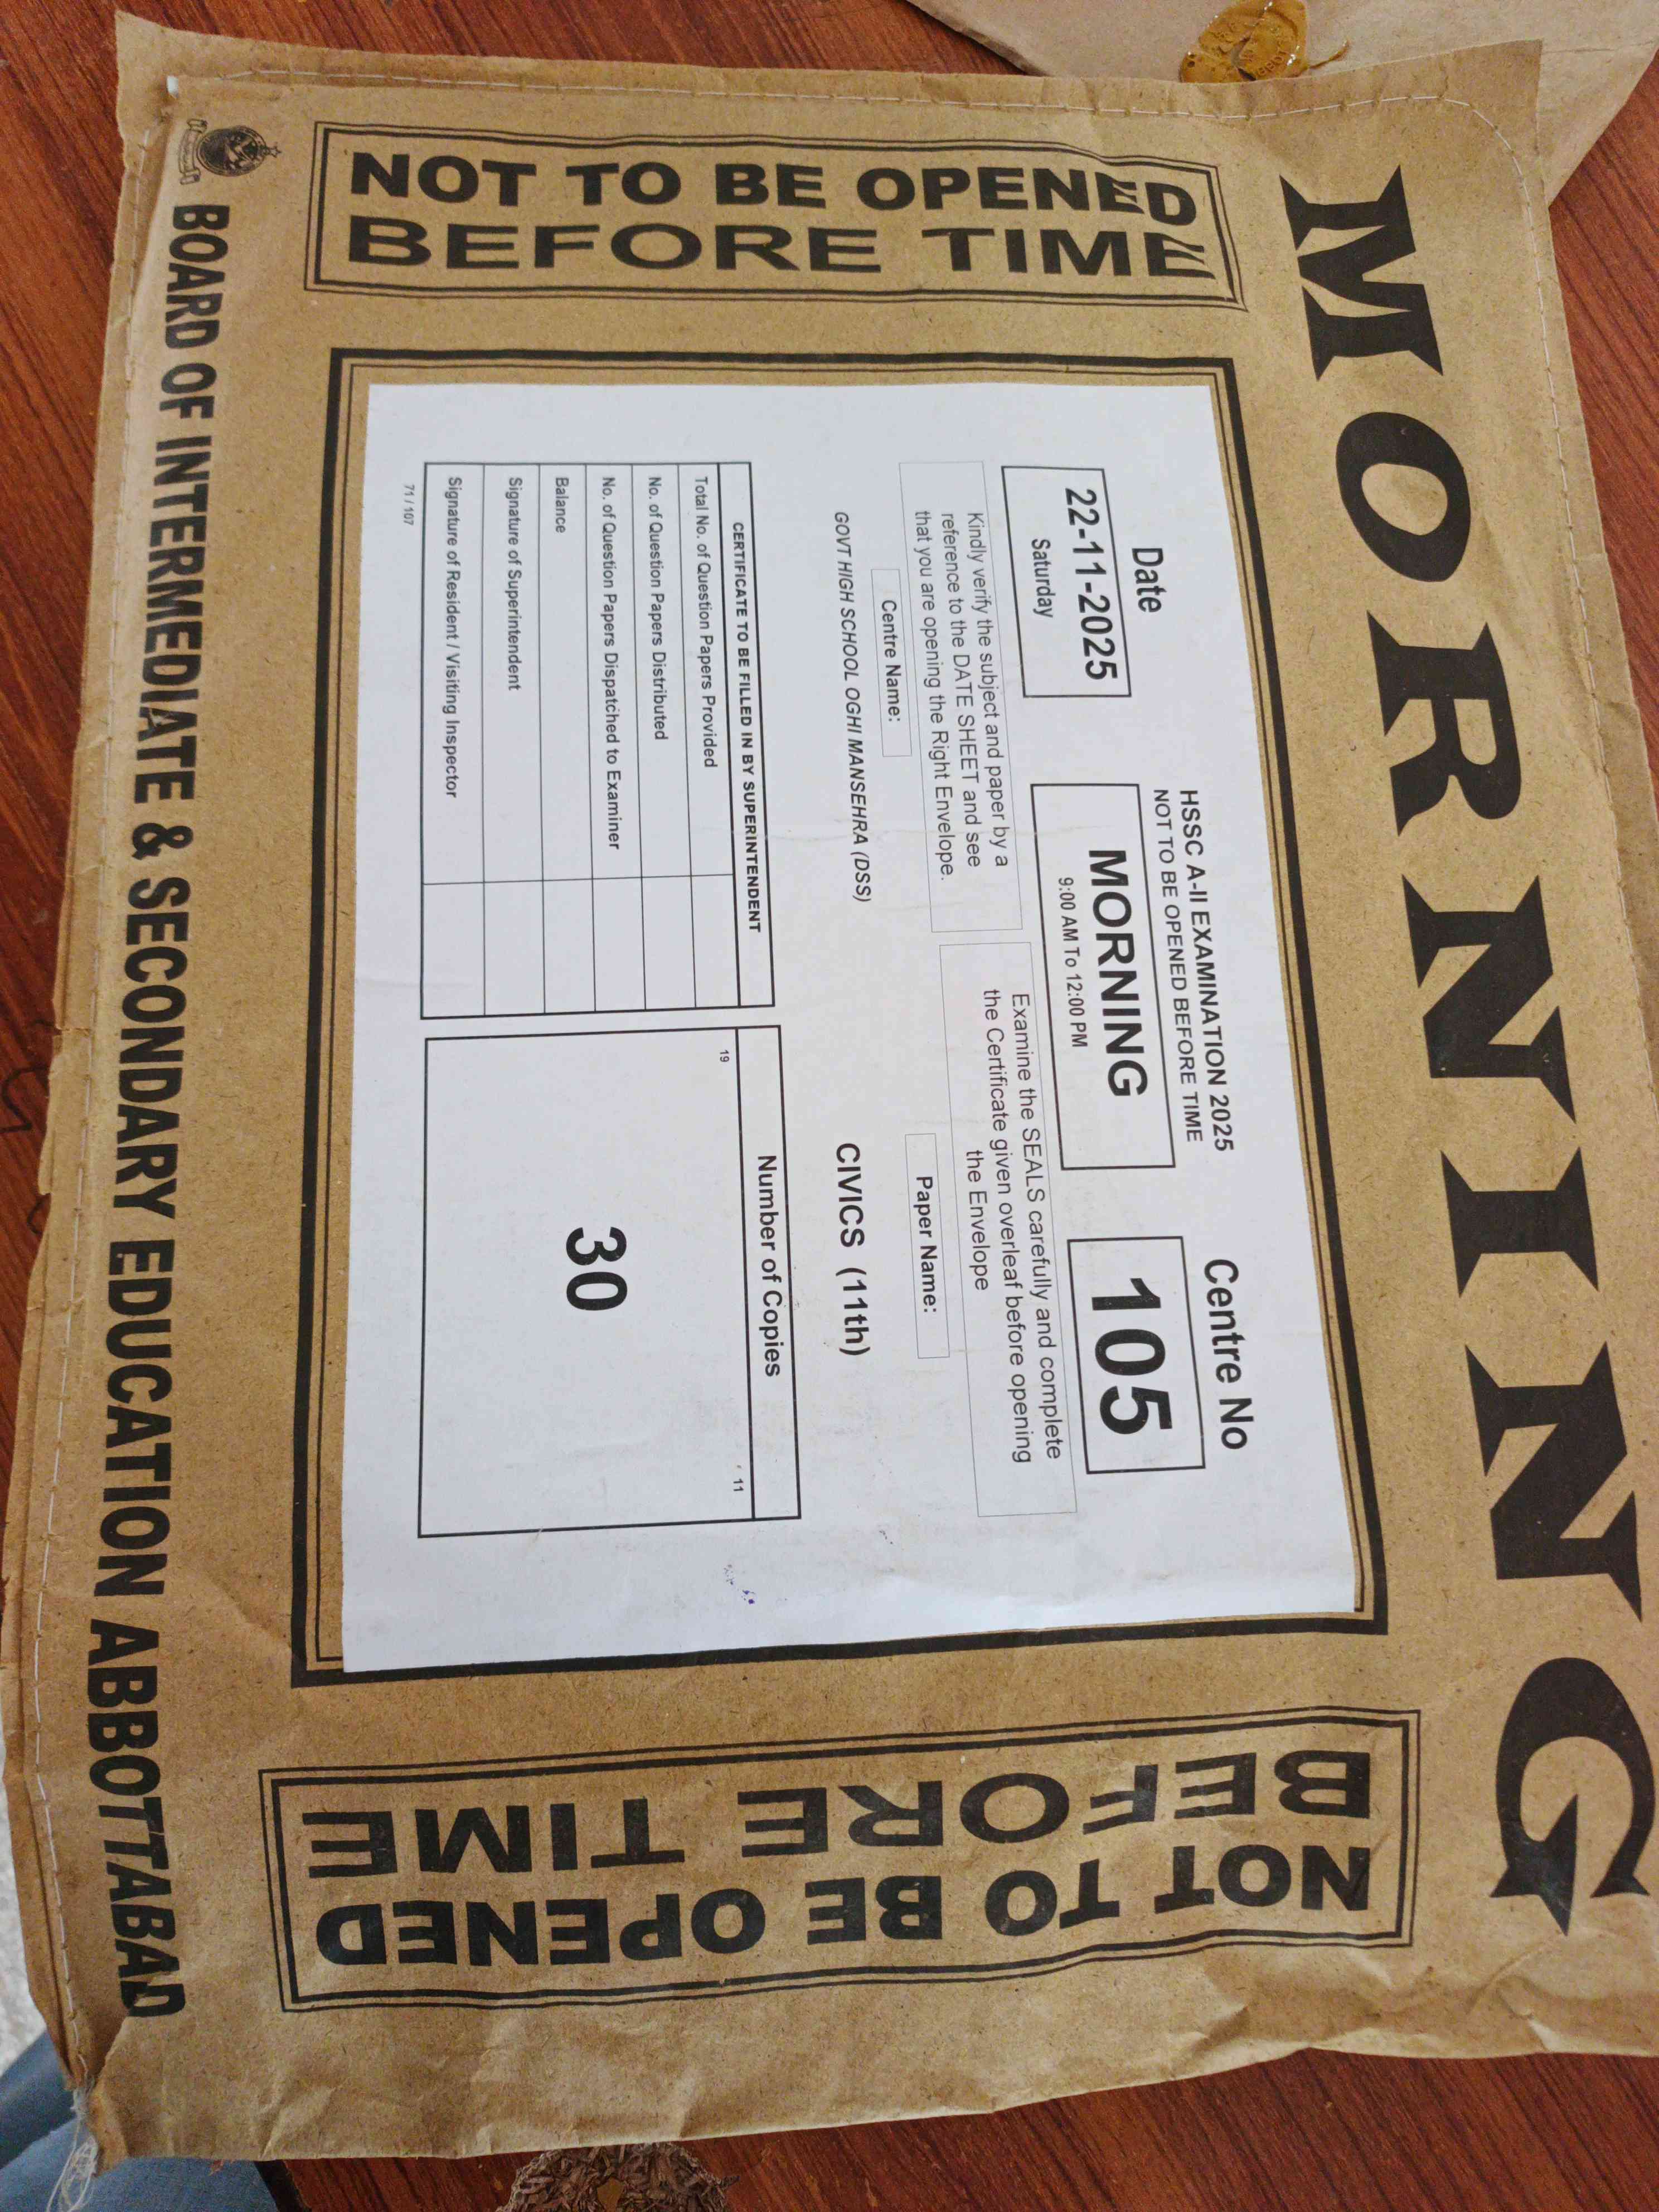 MORNING
NOT TO BE OPENED
BEFORE TIME
HSSC A-II EXAMINATION 2025
NOT TO BE OPENED BEFORE TIME
Date
22-11-2025
Saturday
MORNING
9:00 AM To 12:00 PM
Centre No
105
Kindly verify the subject and paper by a
reference to the DATE SHEET and see
that you are opening the Right Envelope.
Examine the SEALS carefully and complete
the Certificate given overleaf before opening
the Envelope
Centre Name:
GOVT HIGH SCHOOL OGHI MANSEHRA (DSS)
Paper Name:
CIVICS (11th)
CERTIFICATE TO BE FILLED IN BY SUPERINTENDENT
Total No. of Question Papers Provided
No. of Question Papers Distributed
No. of Question Papers Dispatched to Examiner
Balance
Signature of Superintendent
Signature of Resident / Visiting Inspector
71 / 107
Number of Copies
19
11
30
NOT TO BE OPENED
BEFORE TIME
BOARD OF INTERMEDIATE & SECONDARY EDUCATION ABBOTTABAD